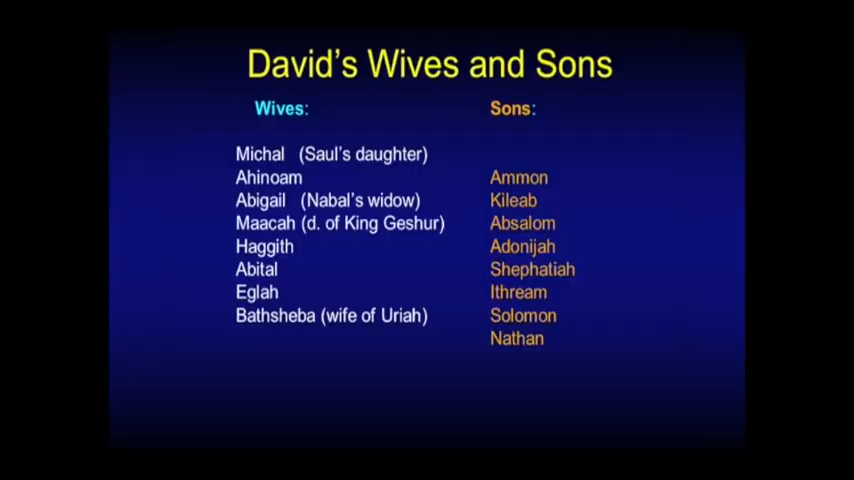 David's Wives and Sons
Wives: Sons:
Michal (Saul's daughter)
Ahinoam Ammon
Abigail (Nabal's widow) Kileab
Maacah (d. of King Geshur) Absalom
Haggith Adonijah
Abital Shephatiah
Eglah Ithream
Bathsheba (wife of Uriah) Solomon
Nathan